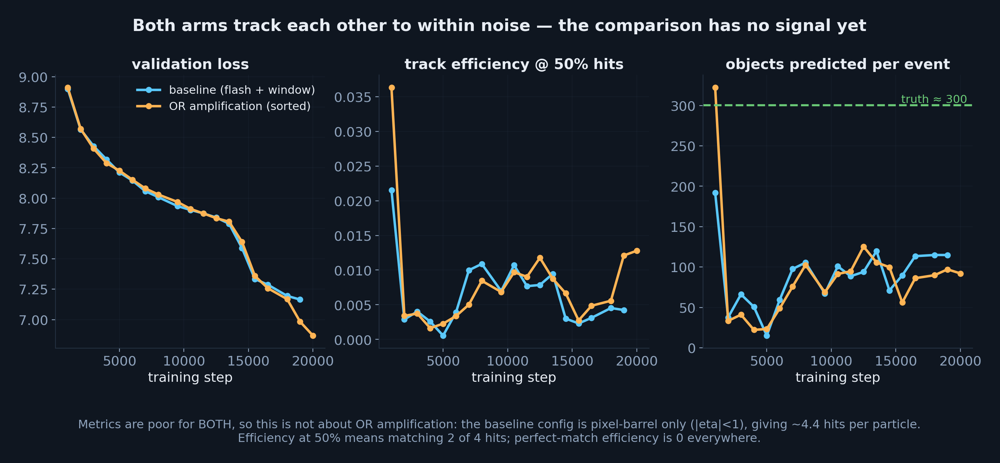 Both arms track each other to within noise — the comparison has no signal yet
validation loss
9.00
8.75
8.50
8.25
8.00
7.75
7.50
7.25
7.00
baseline (flash + window)
OR amplification (sorted)
5000 10000 15000 20000
training step
track efficiency @ 50% hits
0.035
0.030
0.025
0.020
0.015
0.010
0.005
0.000
5000 10000 15000 20000
training step
objects predicted per event
300
250
200
150
100
50
0
truth ≈ 300
5000 10000 15000 20000
training step
Metrics are poor for BOTH, so this is not about OR amplification: the baseline config is pixel-barrel only (|eta|<1), giving ~4.4 hits per particle.
Efficiency at 50% means matching 2 of 4 hits; perfect-match efficiency is 0 everywhere.